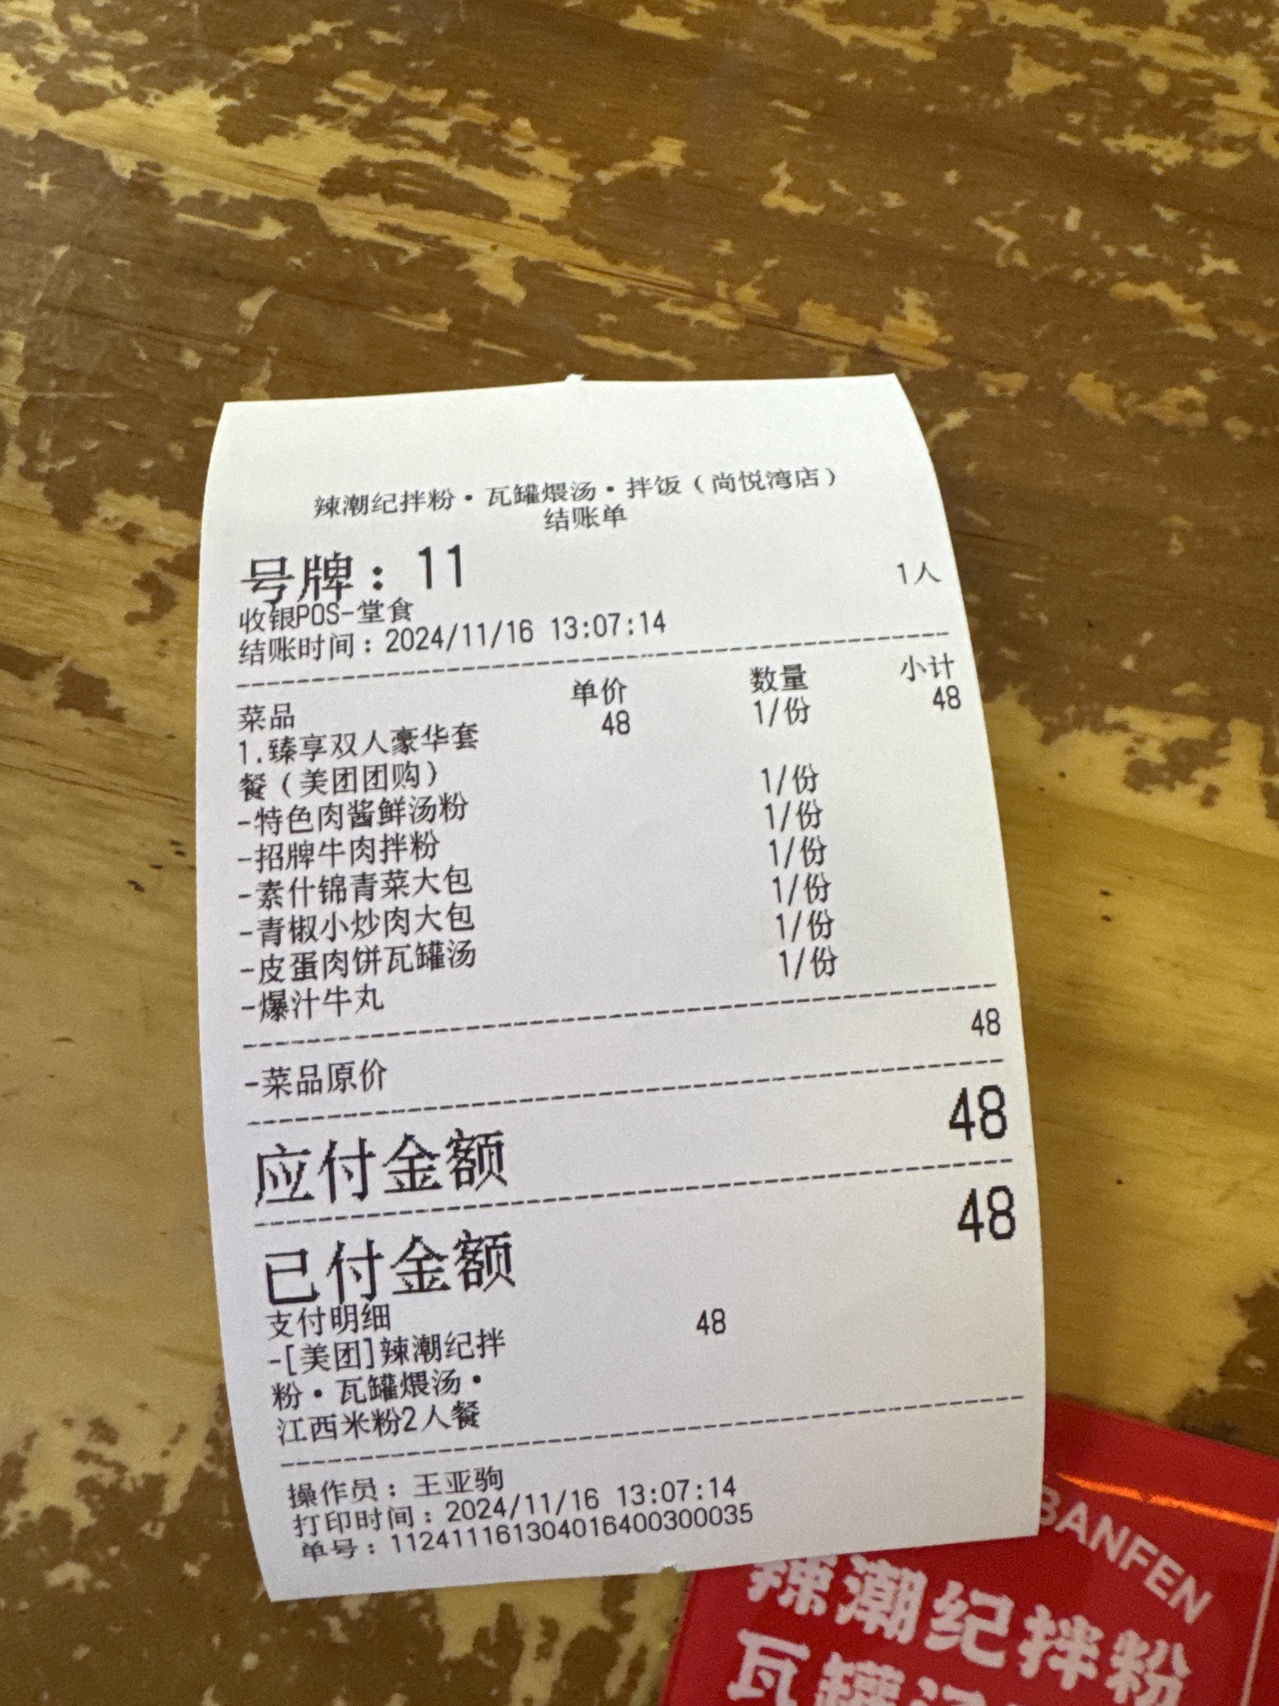 辣潮纪拌粉·瓦罐煨汤·拌饭（尚悦湾店）
结账单
号牌：11
1人
收银POS-堂食
结账时间：2024/11/16 13:07:14
菜品 单价 数量 小计
1.臻享双人豪华套 48 1/份 48
餐（美团团购）
-特色肉酱鲜汤粉 1/份
-招牌牛肉拌粉 1/份
-素什锦青菜大包 1/份
-青椒小炒肉大包 1/份
-皮蛋肉饼瓦罐汤 1/份
-爆汁牛丸 1/份
-菜品原价 48
应付金额 48
已付金额 48
支付明细
-[美团]辣潮纪拌 48
粉·瓦罐煨汤·
江西米粉2人餐
操作员：王亚驹
打印时间：2024/11/16 13:07:14
单号：112411161304016400300035
BANFEN
辣潮纪拌粉
瓦罐汤